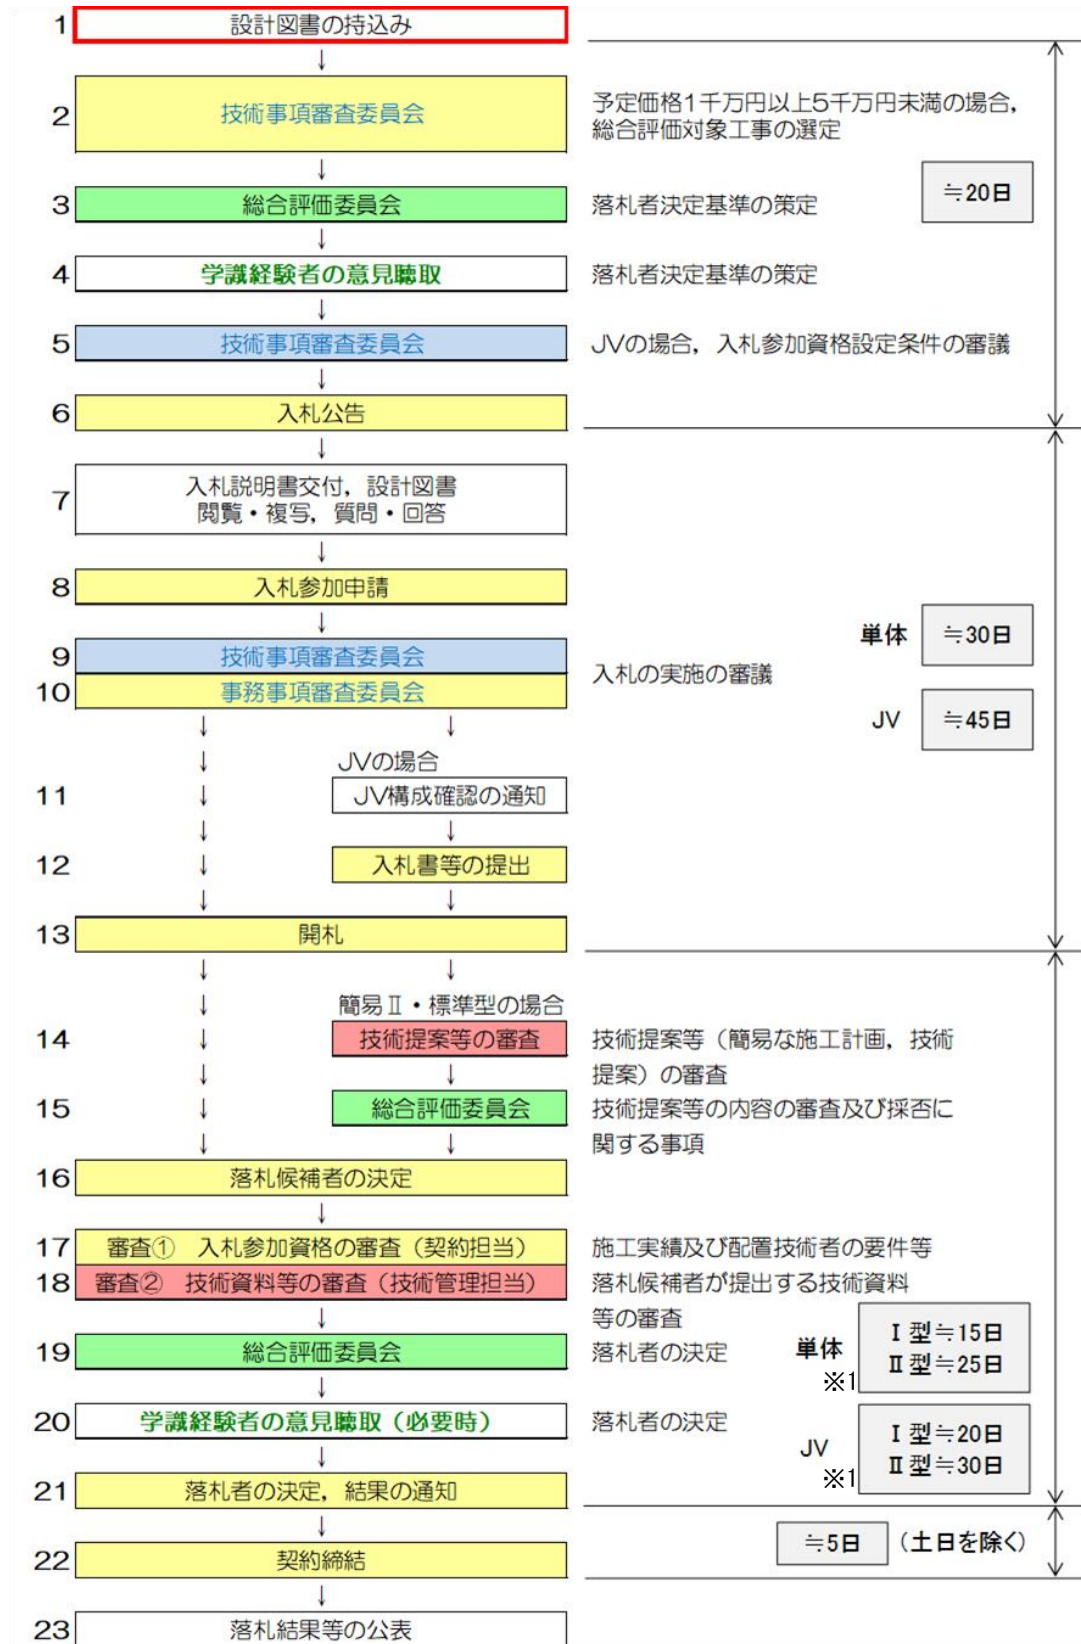 1 設計図書の持込み
↓
2 技術事項審査委員会
予定価格1千万円以上5千万円未満の場合,
総合評価対象工事の選定
↓
3 総合評価委員会 落札者決定基準の策定 ≒20日
↓
4 学識経験者の意見聴取 落札者決定基準の策定
↓
5 技術事項審査委員会 JVの場合,入札参加資格設定条件の審議
↓
6 入札公告
↓
7 入札説明書交付,設計図書
閲覧・複写,質問・回答
↓
8 入札参加申請
↓
単体 ≒30日
9 技術事項審査委員会
入札の実施の審議
10 事務事項審査委員会
JV ≒45日
↓ ↓
↓ JVの場合
11 ↓ JV構成確認の通知
↓ ↓
12 ↓ 入札書等の提出
↓ ↓
13 開札
↓ ↓
↓ 簡易Ⅱ・標準型の場合
14 ↓ 技術提案等の審査 技術提案等(簡易な施工計画,技術
↓ ↓ 提案)の審査
15 ↓ 総合評価委員会 技術提案等の内容の審査及び採否に
↓ ↓ 関する事項
16 落札候補者の決定
↓
17 審査① 入札参加資格の審査(契約担当) 施工実績及び配置技術者の要件等
18 審査② 技術資料等の審査(技術管理担当) 落札候補者が提出する技術資料
↓ 等の審査
19 総合評価委員会 落札者の決定
単体 ※1
Ⅰ型≒15日
Ⅱ型≒25日
↓
20 学識経験者の意見聴取(必要時) 落札者の決定
JV ※1
Ⅰ型≒20日
Ⅱ型≒30日
↓
21 落札者の決定,結果の通知
↓
≒5日 (土日を除く)
22 契約締結
↓
23 落札結果等の公表